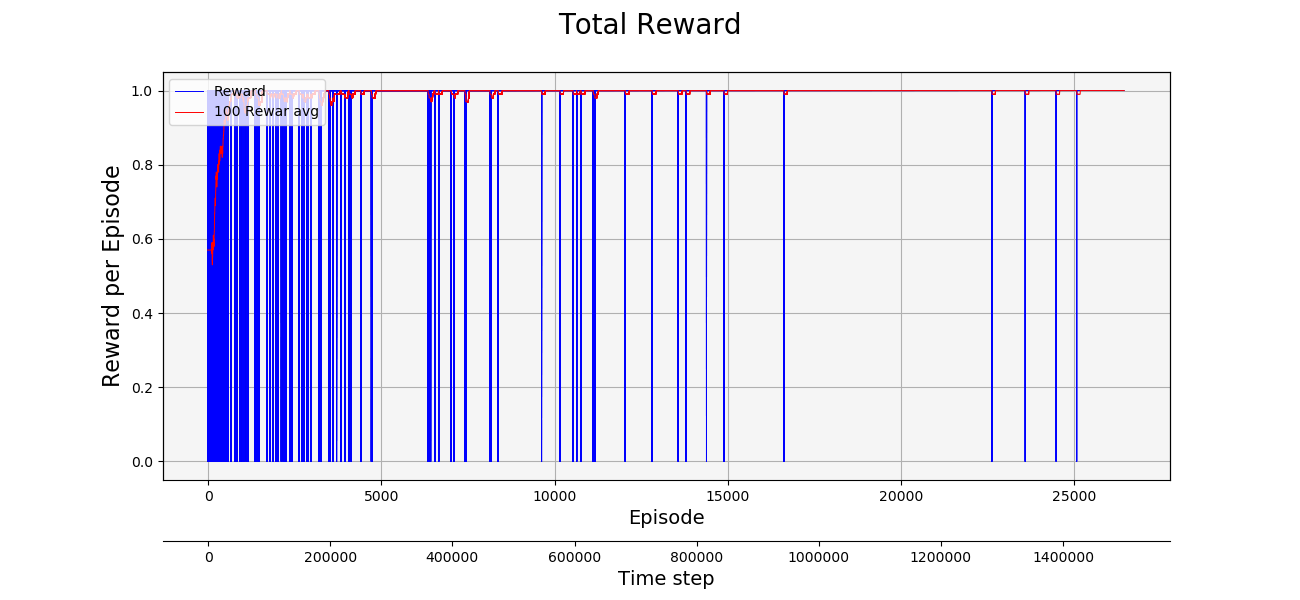 Total Reward
Reward
100 Rewar avg
Reward per Episode
1.0
0.8
0.6
0.4
0.2
0.0
0 5000 10000 15000 20000 25000
Episode
0 200000 400000 600000 800000 1000000 1200000 1400000
Time step